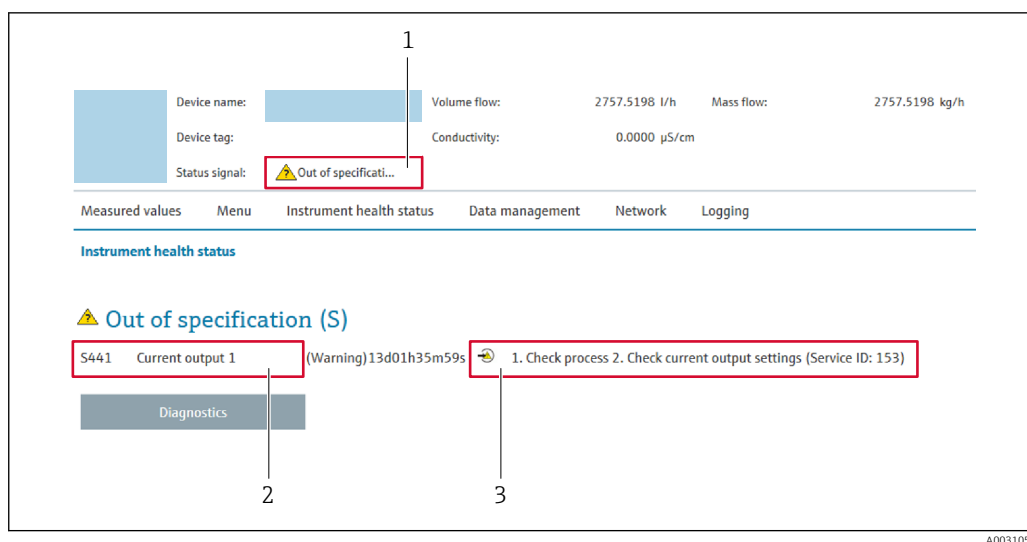 1
Device name: Volume flow: 2757.5198 l/h Mass flow: 2757.5198 kg/h
Device tag: Conductivity: 0.0000 µS/cm
Status signal: Out of specificati...
Measured values Menu Instrument health status Data management Network Logging
Instrument health status
Out of specification (S)
S441 Current output 1 (Warning)13d01h35m59s 1. Check process 2. Check current output settings (Service ID: 153)
Diagnostics
2 3